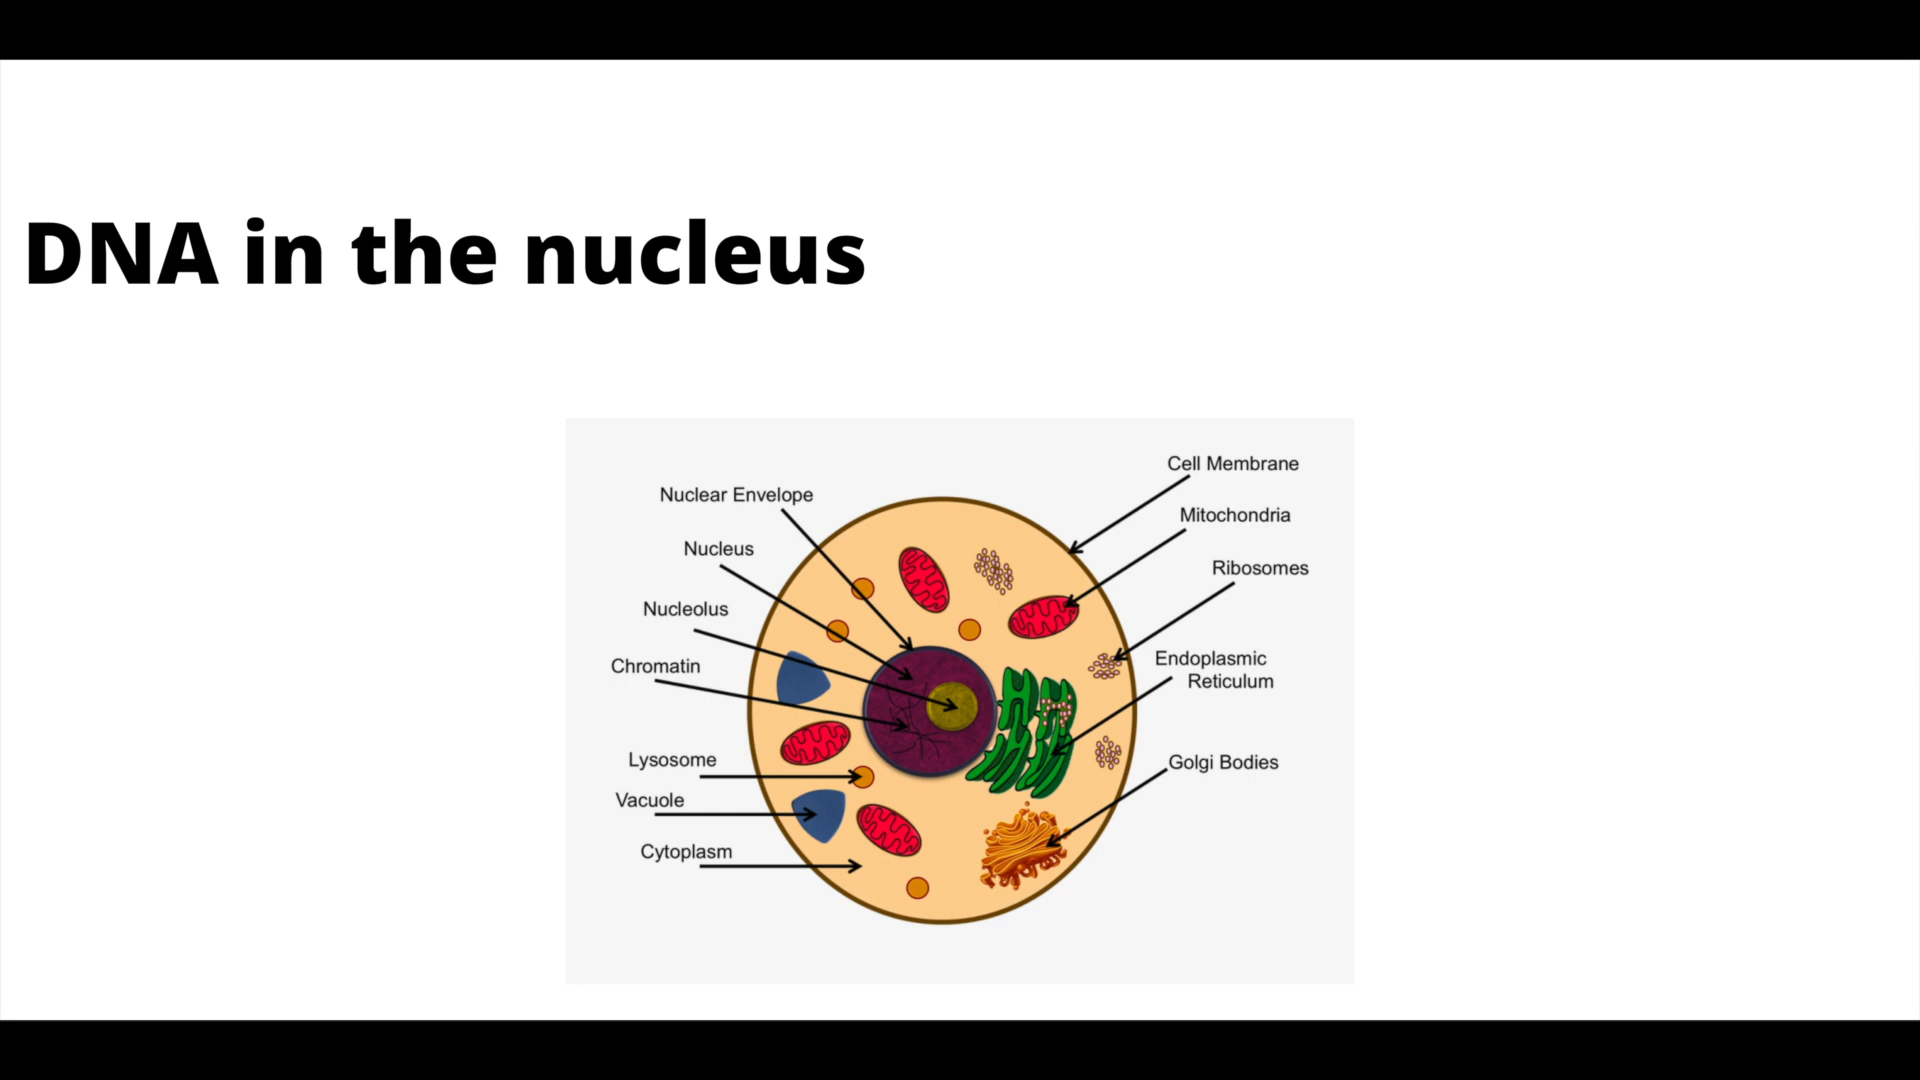 DNA in the nucleus
Nuclear Envelope
Nucleus
Nucleolus
Chromatin
Lysosome
Vacuole
Cytoplasm
Cell Membrane
Mitochondria
Ribosomes
Endoplasmic
Reticulum
Golgi Bodies